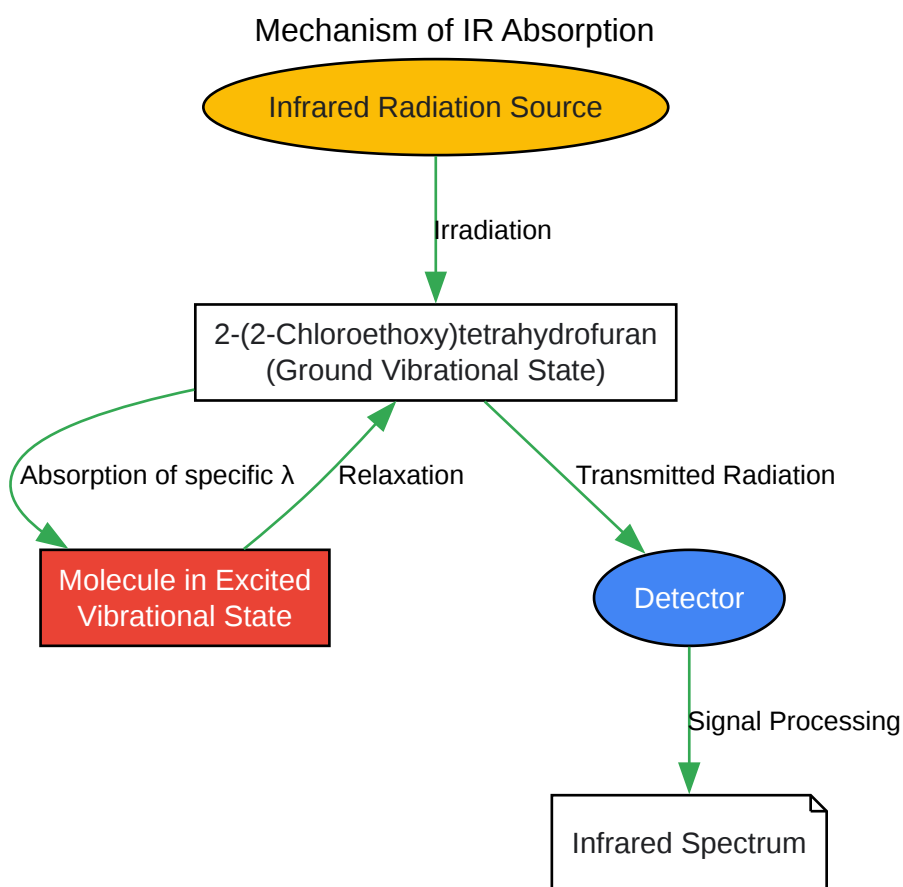 Mechanism of IR Absorption
Infrared Radiation Source
Irradiation
2-(2-Chloroethoxy)tetrahydrofuran
(Ground Vibrational State)
Absorption of specific λ
Relaxation
Transmitted Radiation
Molecule in Excited
Vibrational State
Detector
Signal Processing
Infrared Spectrum